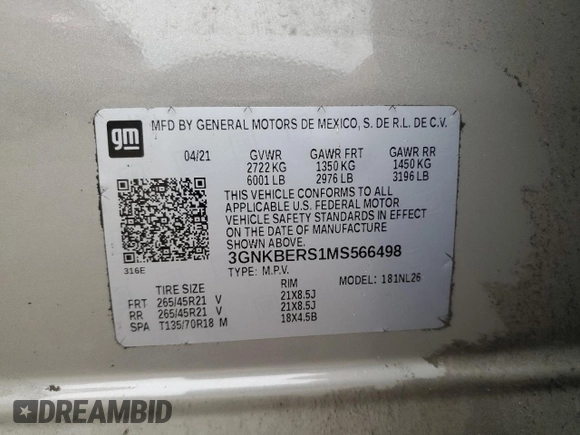 gm MFD BY GENERAL MOTORS DE MEXICO, S. DE R.L. DE C.V.
04/21 GVWR GAWR FRT GAWR RR
2722 KG 1350 KG 1450 KG
6001 LB 2976 LB 3196 LB
THIS VEHICLE CONFORMS TO ALL
APPLICABLE U.S. FEDERAL MOTOR
VEHICLE SAFETY STANDARDS IN EFFECT
ON THE DATE OF MANUFACTURE
SHOWN ABOVE.
316E
3GNKBERS1MS566498
TYPE: M.P.V. MODEL: 181NL26
TIRE SIZE RIM
FRT 265/45R21 V 21X8.5J
RR 265/45R21 V 21X8.5J
SPA T135/70R18 M 18X4.5B
DREAMBID